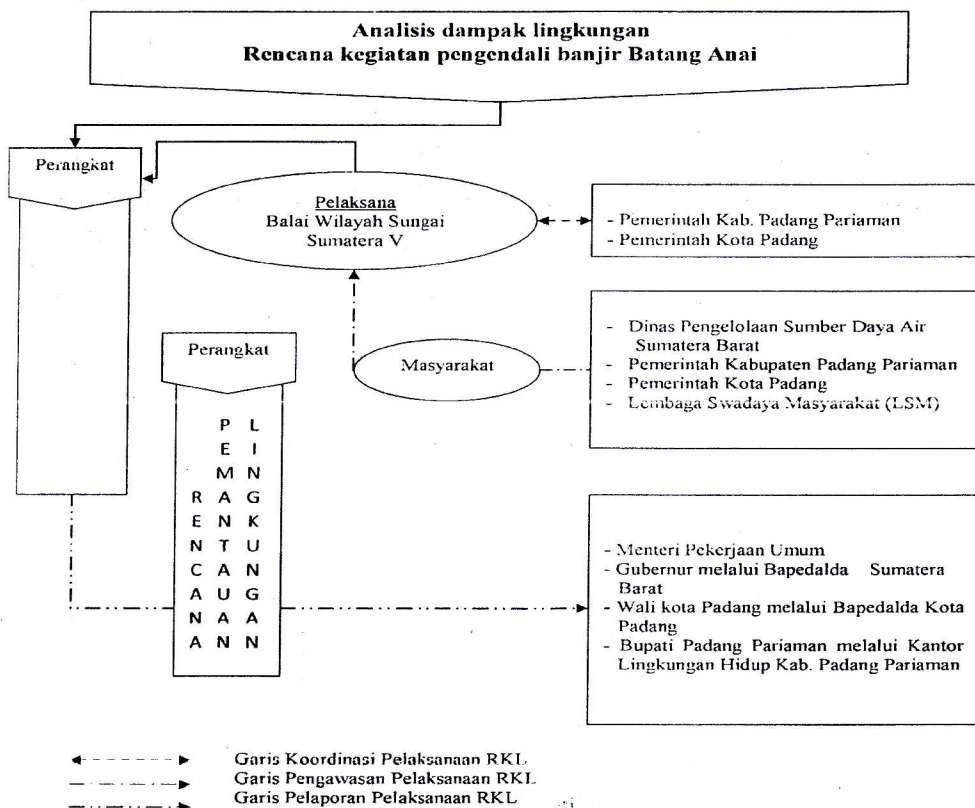 Analisis dampak lingkungan
Rencana kegiatan pengendali banjir Batang Anai
Perangkat
Pelaksana
Balai Wilayah Sungai
Sumatera V
- Pemerintah Kab. Padang Pariaman
- Pemerintah Kota Padang
Perangkat
Masyarakat
- Dinas Pengelolaan Sumber Daya Air
Sumatera Barat
- Pemerintah Kabupaten Padang Pariaman
- Pemerintah Kota Padang
- Lembaga Swadaya Masyarakat (LSM)
RENCANA
PEMANTAUAN
LINGKUNGAN
- Menteri Pekerjaan Umum
- Gubernur melalui Bapedalda Sumatera
Barat
- Wali kota Padang melalui Bapedalda Kota
Padang
- Bupati Padang Pariaman melalui Kantor
Lingkungan Hidup Kab. Padang Pariaman
Garis Koordinasi Pelaksanaan RKL
Garis Pengawasan Pelaksanaan RKL
Garis Pelaporan Pelaksanaan RKL